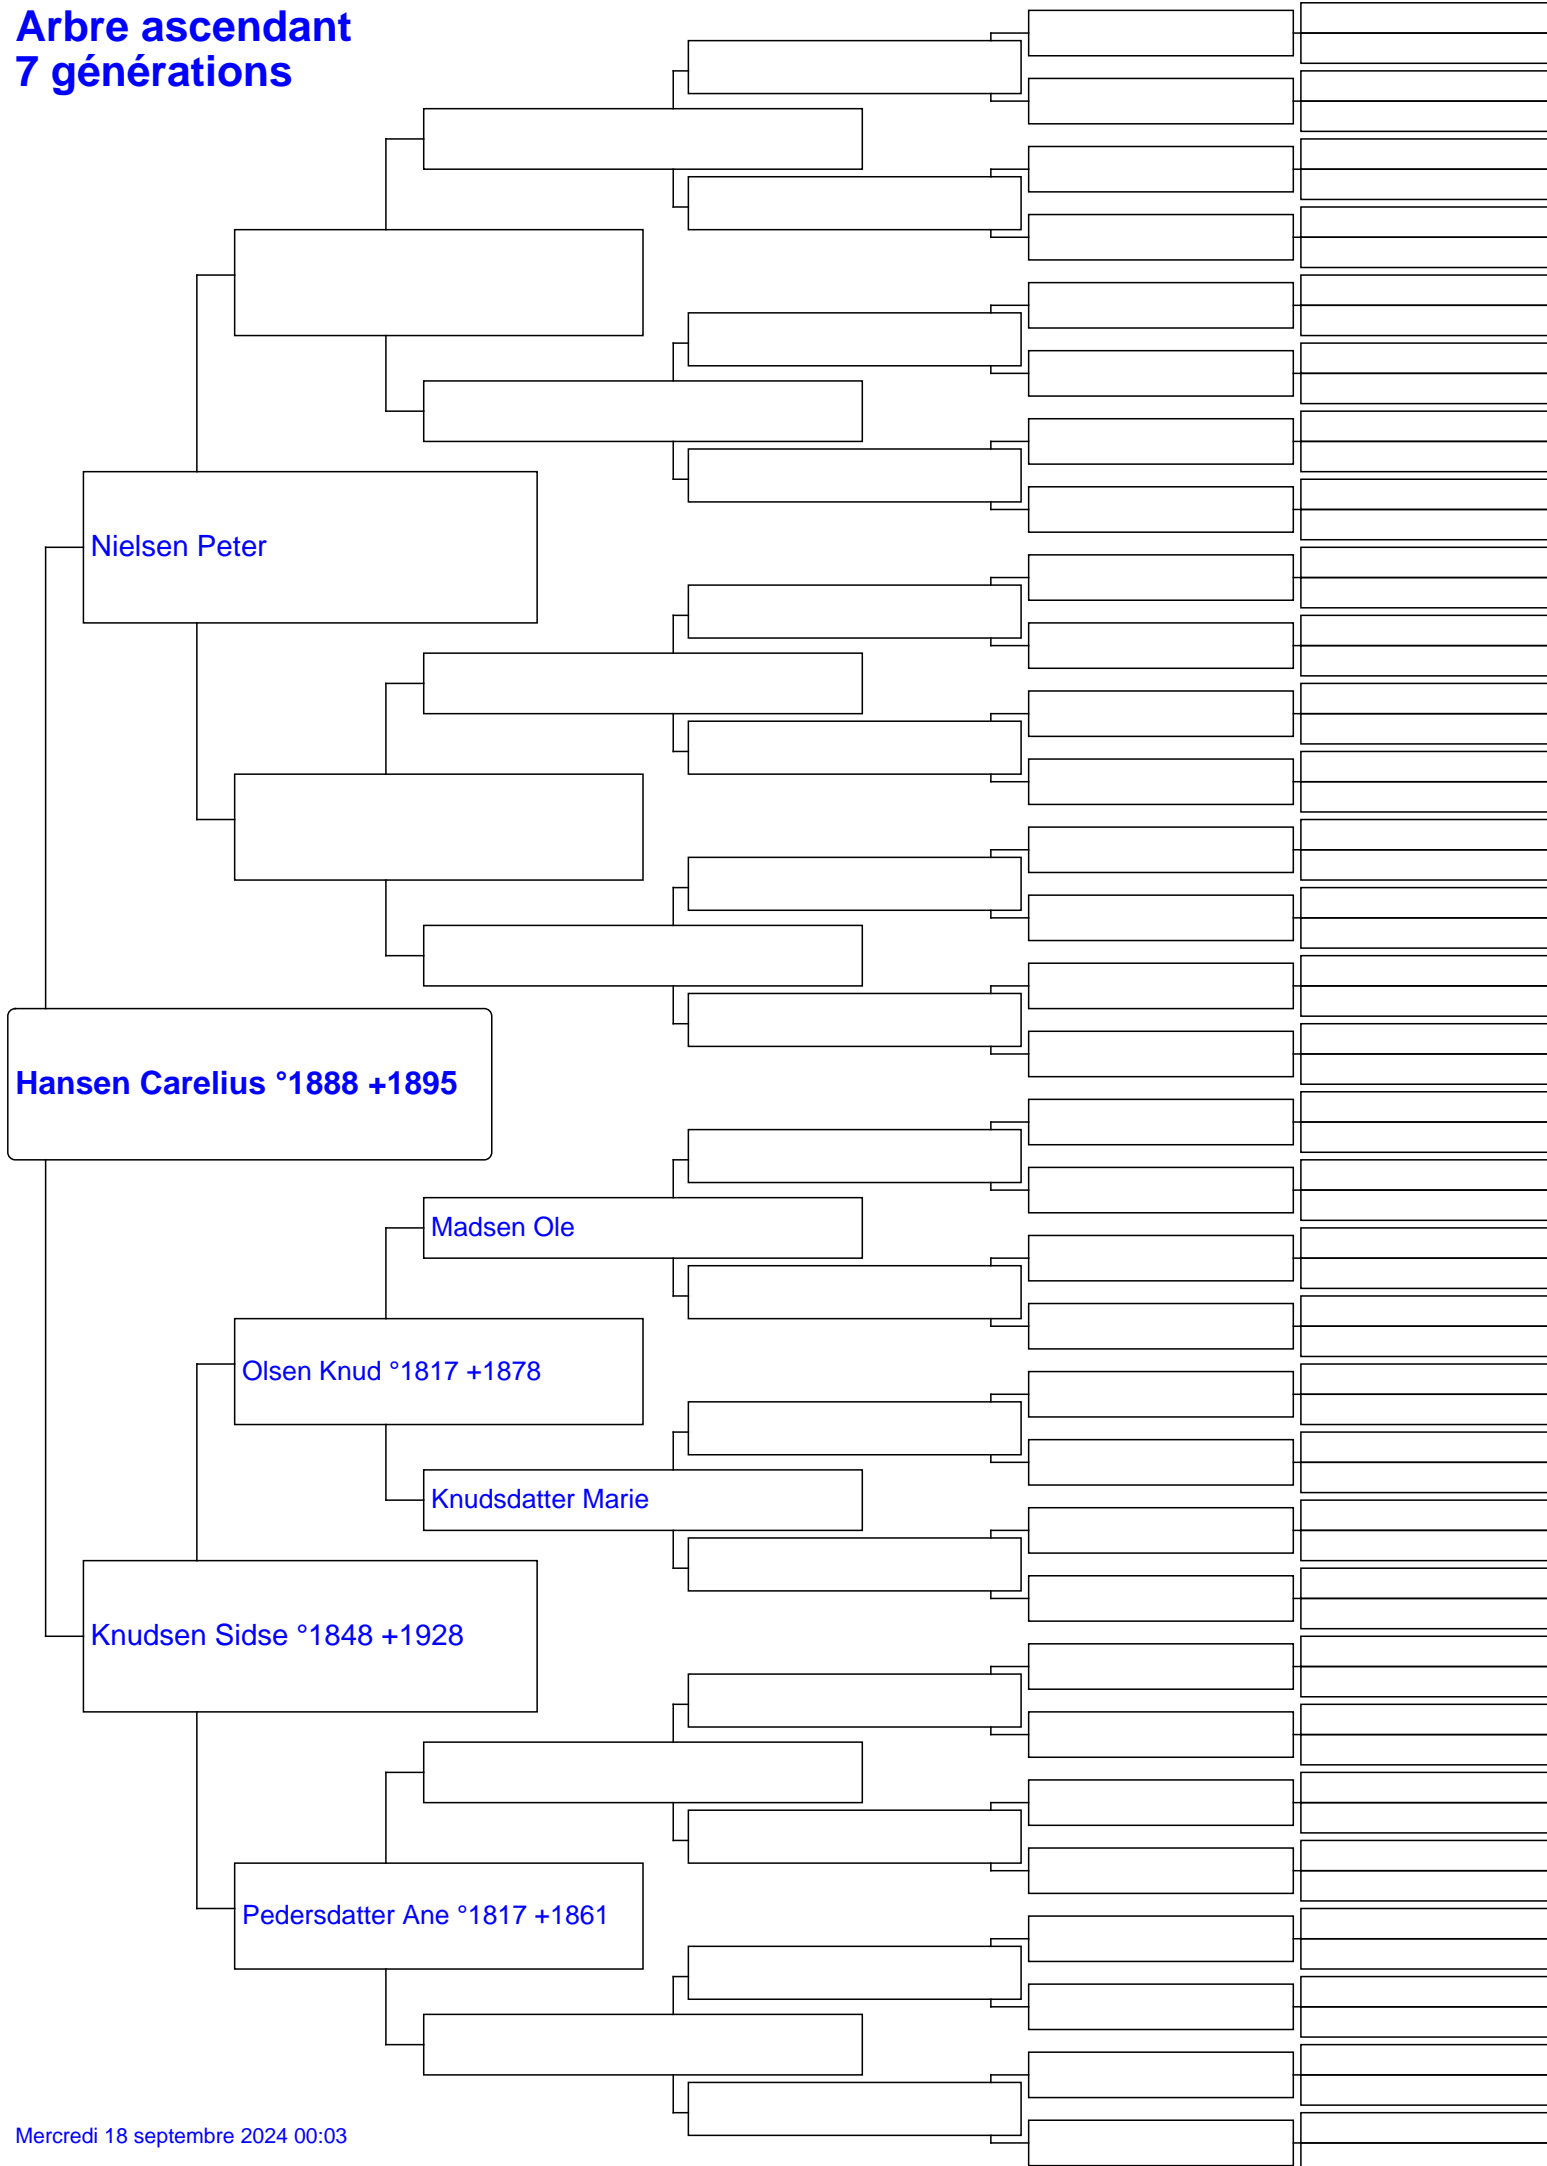 Arbre ascendant
7 générations
Nielsen Peter
Hansen Carelius °1888 +1895
Madsen Ole
Olsen Knud °1817 +1878
Knudsdatter Marie
Knudsen Sidse °1848 +1928
Pedersdatter Ane °1817 +1861
Mercredi 18 septembre 2024 00:03